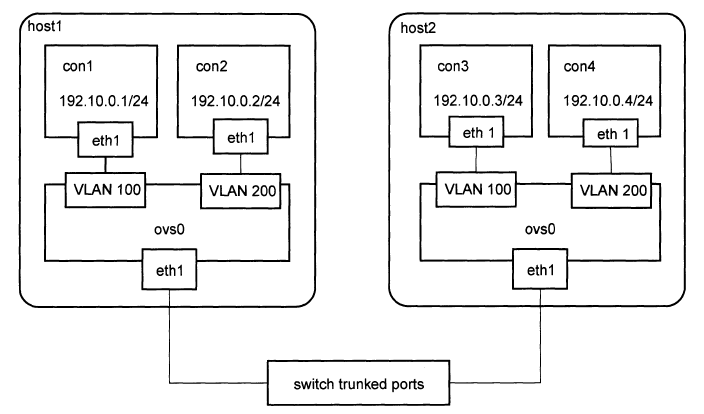 host1
con1
192.10.0.1/24
eth1
con2
192.10.0.2/24
eth1
VLAN 100
VLAN 200
ovs0
eth1
host2
con3
192.10.0.3/24
eth 1
con4
192.10.0.4/24
eth 1
VLAN 100
VLAN 200
ovs0
eth1
switch trunked ports